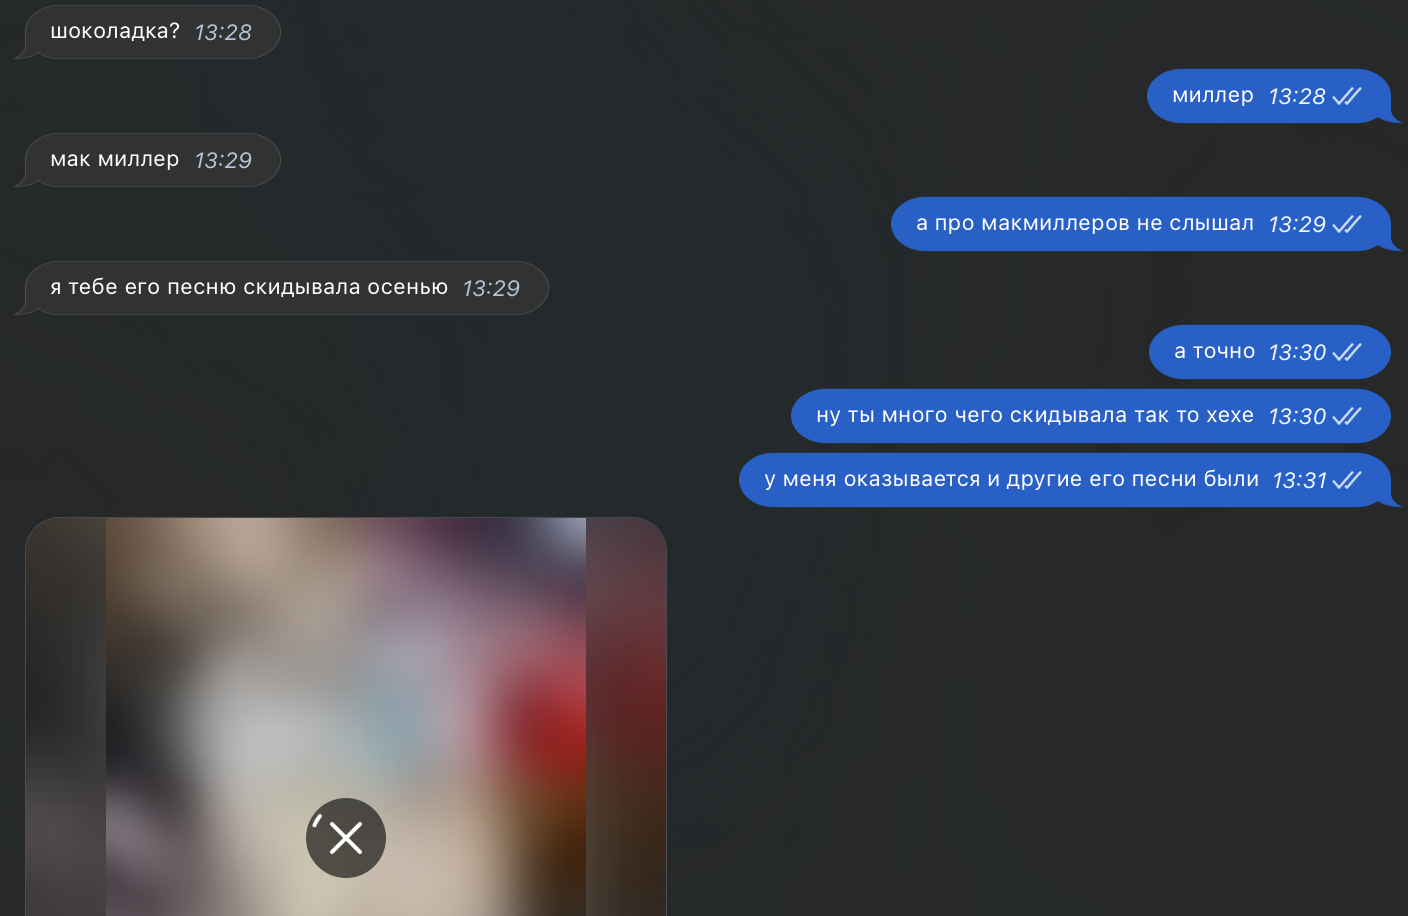 шоколадка? 13:28
миллер 13:28
мак миллер 13:29
а про макмиллеров не слышал 13:29
я тебе его песню скидывала осенью 13:29
а точно 13:30
ну ты много чего скидывала так то хехе 13:30
у меня оказывается и другие его песни были 13:31